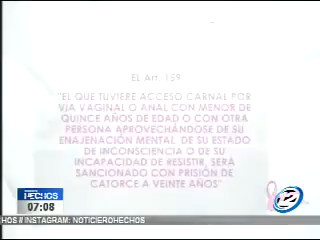 EL Art. 159
"EL QUE TUVIERE ACCESO CARNAL POR
VÍA VAGINAL O ANAL CON MENOR DE
QUINCE AÑOS DE EDAD O CON OTRA
PERSONA APROVECHÁNDOSE DE SU
ENAJENACIÓN MENTAL, DE SU ESTADO
DE INCONSCIENCIA O DE SU
INCAPACIDAD DE RESISTIR, SERÁ
SANCIONADO CON PRISIÓN DE
CATORCE A VEINTE AÑOS"
HECHOS
07:08
12
HOS # INSTAGRAM: NOTICIEROHECHOS